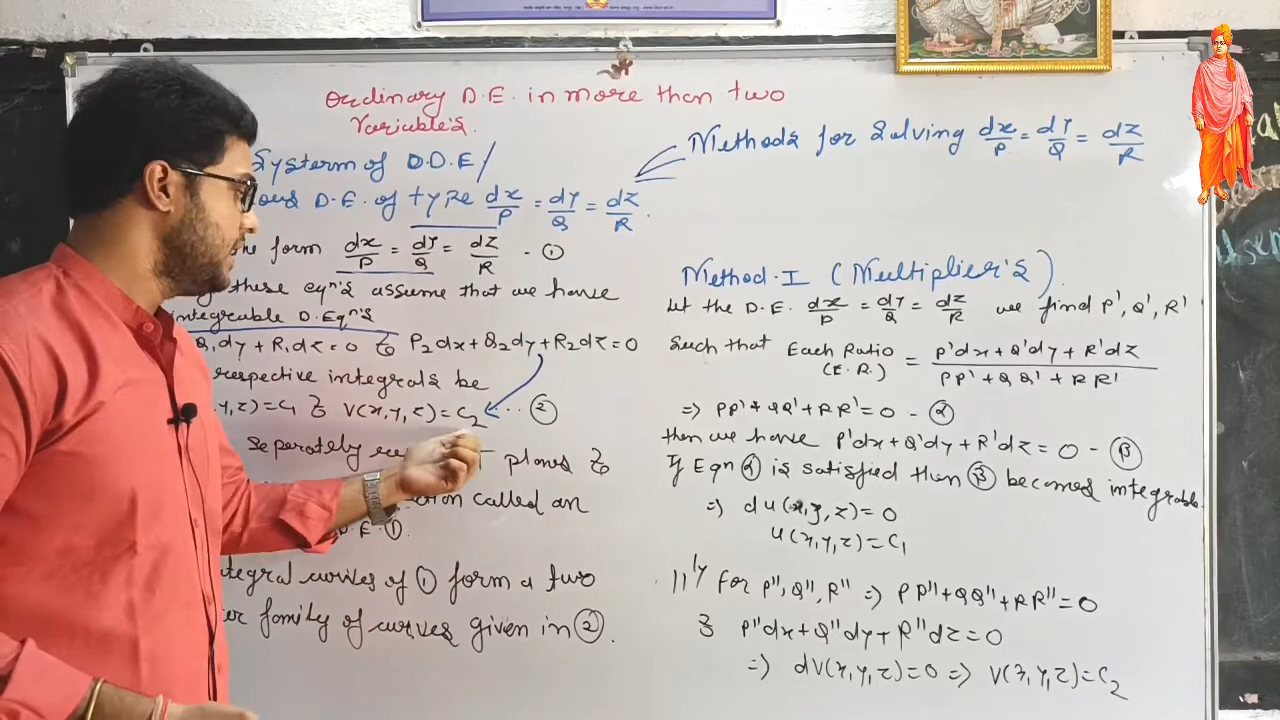 Ordinary D.E. in more than two
Variable's.
System of O.D.E/
D.E. of type dx/P = dy/Q = dz/R.
form dx/P = dy/Q = dz/R - ①
these eqn's assume that we have
integrable D.Eqn's
Q₁dy + R₁dz = 0 & P₂dx + Q₂dy + R₂dz = 0
respective integrals be
y, z) = C₁ & V(x, y, z) = C₂ .... ②
Seperately
planes &
called an
D.E. ①.
curves of ① form a two
family of curves given in ②.
Methods for Solving dx/P = dy/Q = dz/R
Method-I (Multiplier's)
Let the D.E. dx/P = dy/Q = dz/R we find P', Q', R'
Such that Each Ratio (E.R.) = P'dx + Q'dy + R'dz / PP' + QQ' + RR'
=> PP' + QQ' + RR' = 0 - ⍺
then we have P'dx + Q'dy + R'dz = 0 - β
If Eqn ⍺ is satisfied then β becomes integrable
=> du(x, y, z) = 0
u(x, y, z) = C₁
||ly For P'', Q'', R'' => PP'' + QQ'' + RR'' = 0
& P''dx + Q''dy + R''dz = 0
=> dV(x, y, z) = 0 => V(x, y, z) = C₂